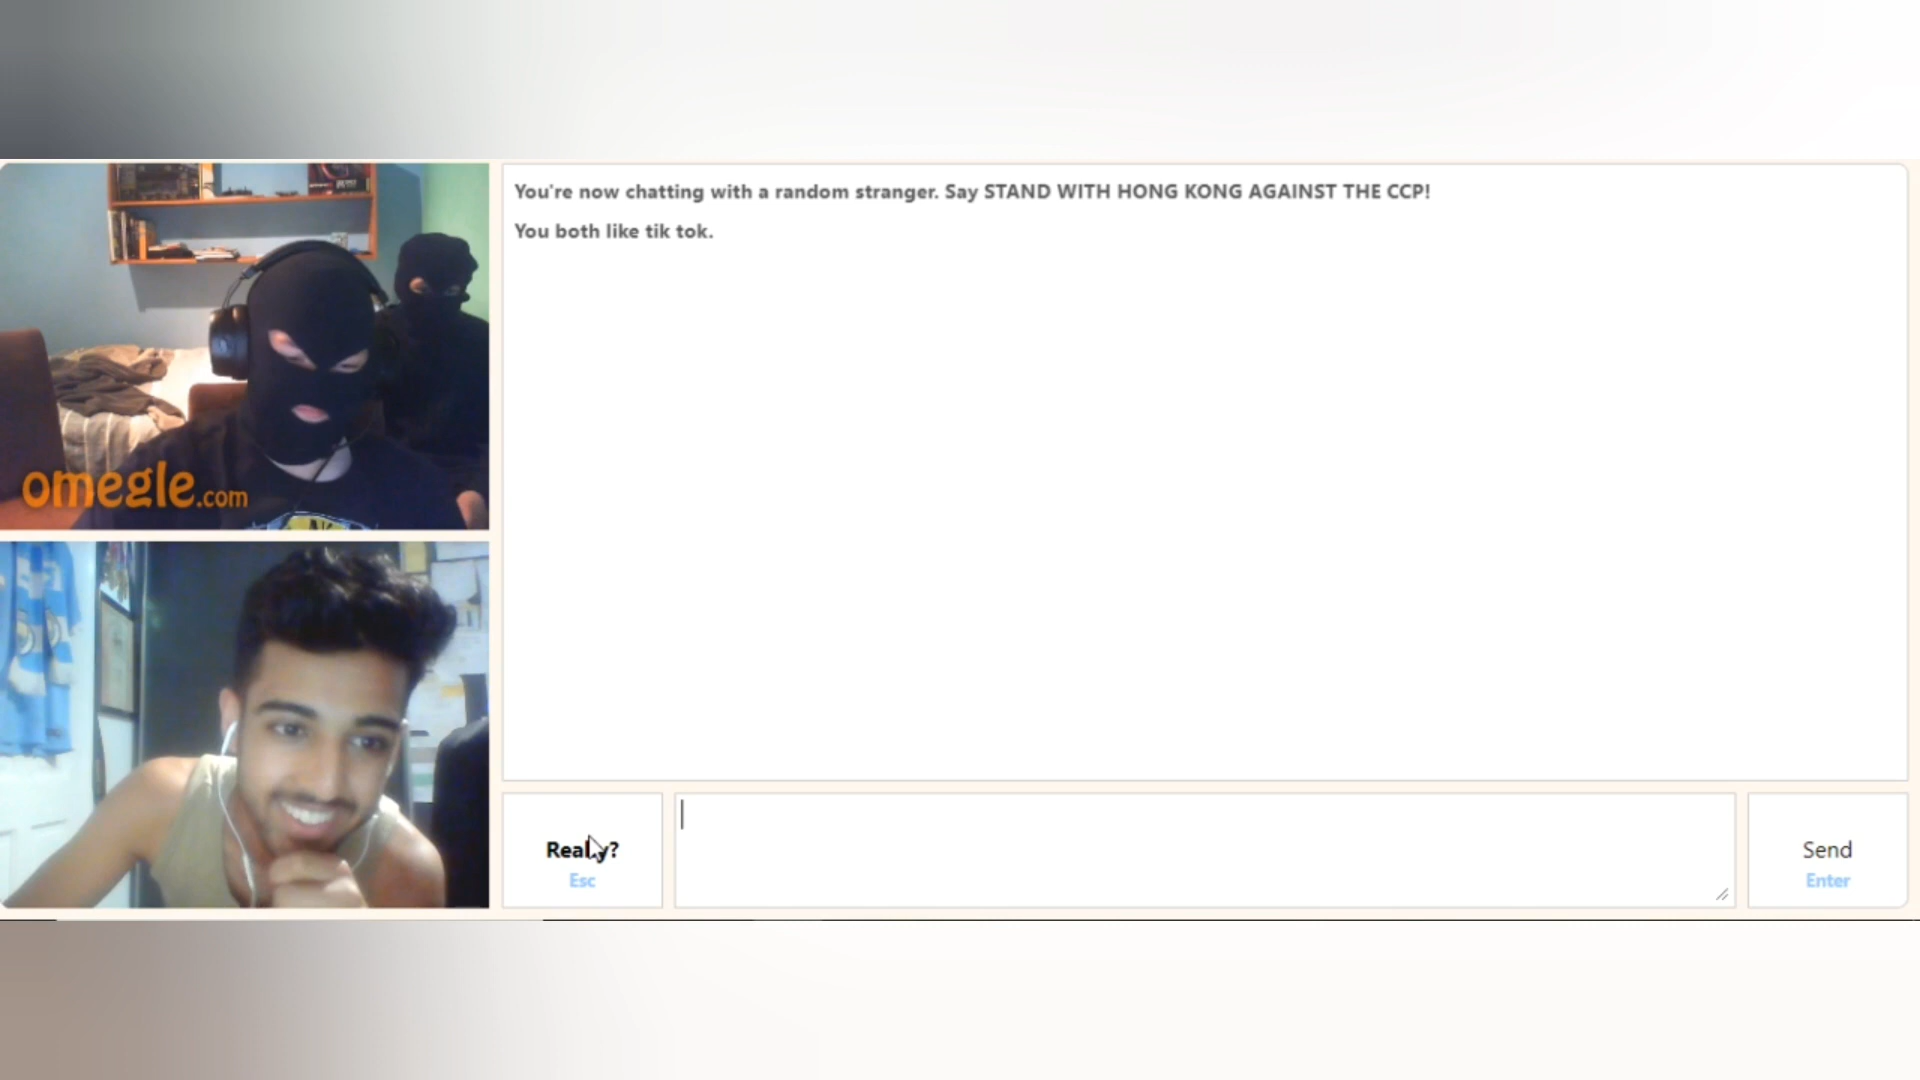 You're now chatting with a random stranger. Say STAND WITH HONG KONG AGAINST THE CCP!
You both like tik tok.
omegle.com
Really?
Esc
Send
Enter